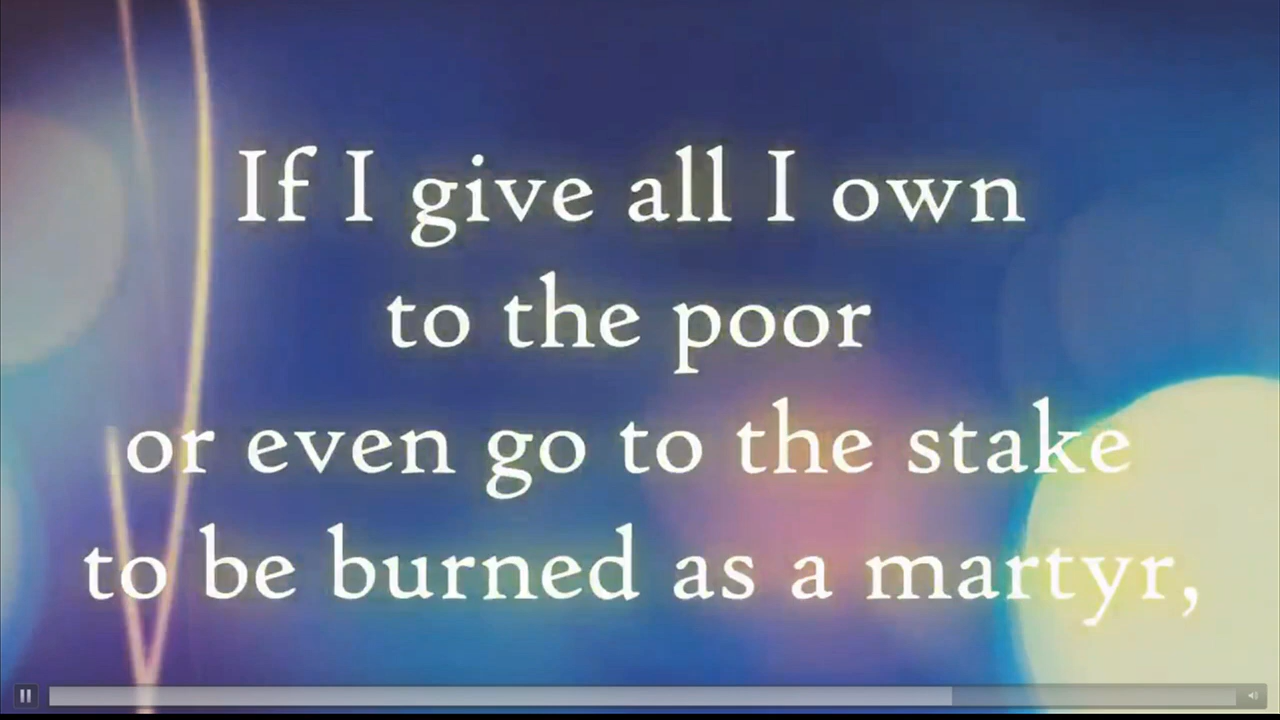 If I give all I own
to the poor
or even go to the stake
to be burned as a martyr,